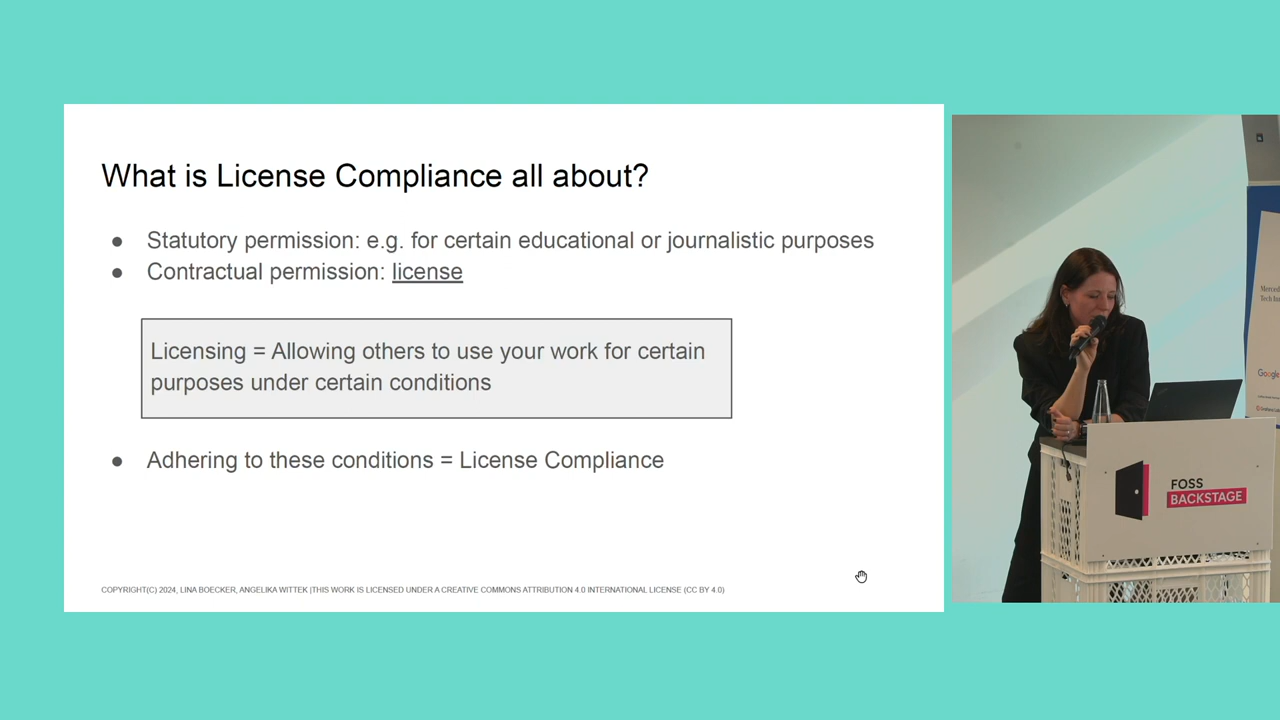 What is License Compliance all about?
● Statutory permission: e.g. for certain educational or journalistic purposes
● Contractual permission: license
Licensing = Allowing others to use your work for certain
purposes under certain conditions
● Adhering to these conditions = License Compliance
COPYRIGHT(C) 2024, LINA BOECKER, ANGELIKA WITTEK |THIS WORK IS LICENSED UNDER A CREATIVE COMMONS ATTRIBUTION 4.0 INTERNATIONAL LICENSE (CC BY 4.0)
Tech
Google
FOSS
BACKSTAGE